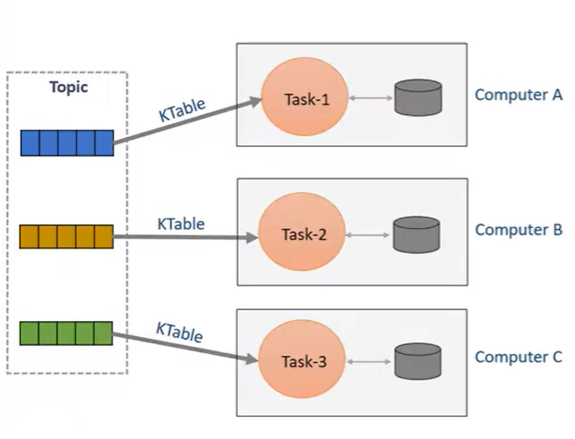 Topic
KTable
Task-1
Computer A
KTable
Task-2
Computer B
KTable
Task-3
Computer C